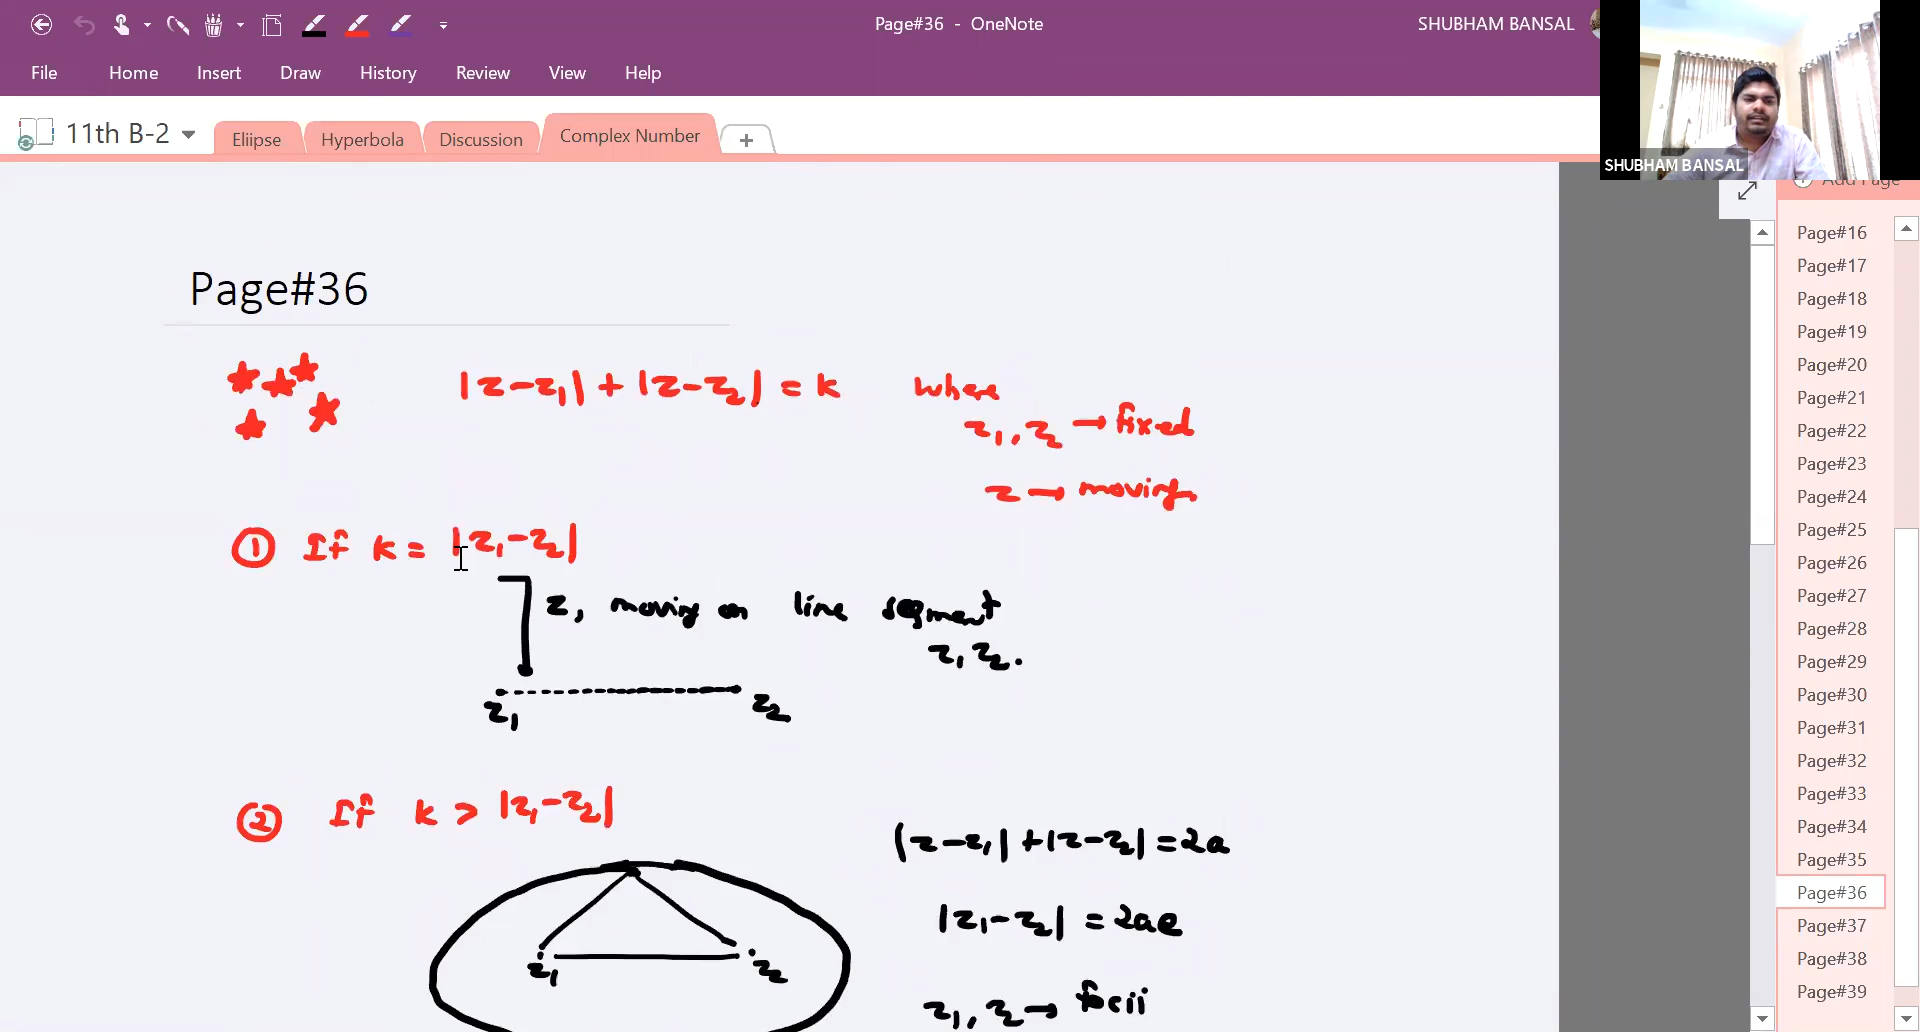 Page#36 - OneNote
SHUBHAM BANSAL
File Home Insert Draw History Review View Help
SHUBHAM BANSAL
11th B-2
Eliipse
Hyperbola
Discussion
Complex Number
+
Add Page
Page#16
Page#17
Page#18
Page#19
Page#20
Page#21
Page#22
Page#23
Page#24
Page#25
Page#26
Page#27
Page#28
Page#29
Page#30
Page#31
Page#32
Page#33
Page#34
Page#35
Page#36
Page#37
Page#38
Page#39
Page#36
|z-z₁| + |z-z₂| = k where
z₁, z₂ → fixed
z → moving
① If k = |z₁-z₂|
z, moving on line segment
z₁z₂.
z₁ z₂
② If k > |z₁-z₂|
|z-z₁| + |z-z₂| = 2a
|z₁-z₂| = 2ae
z₁ z₂
z₁, z₂ → focii